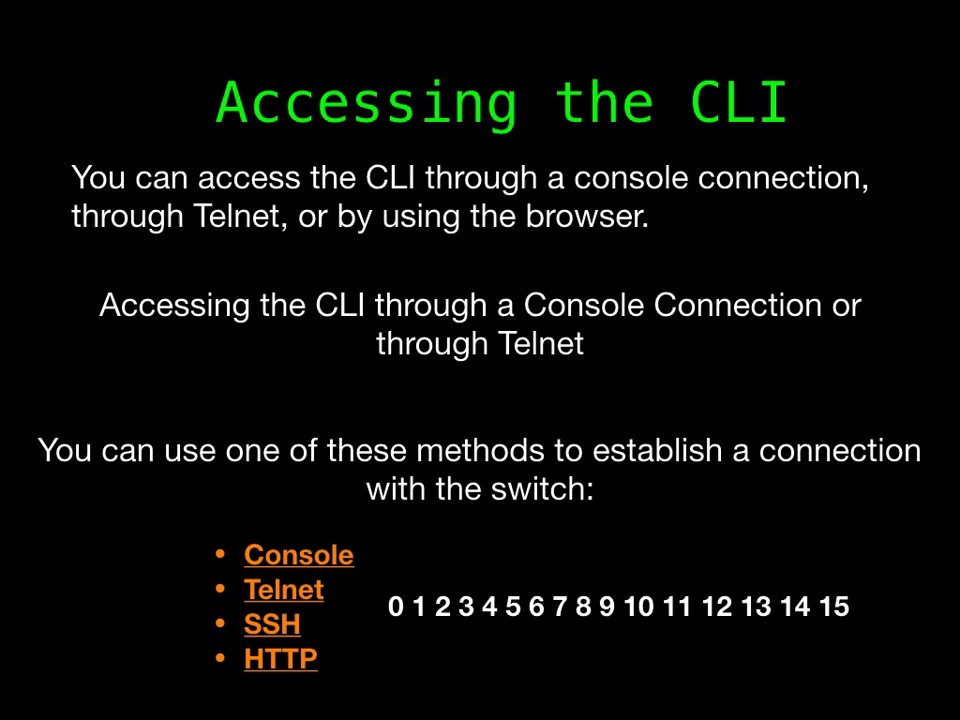 Accessing the CLI
You can access the CLI through a console connection,
through Telnet, or by using the browser.
Accessing the CLI through a Console Connection or
through Telnet
You can use one of these methods to establish a connection
with the switch:
• Console
• Telnet
• SSH
• HTTP
0 1 2 3 4 5 6 7 8 9 10 11 12 13 14 15